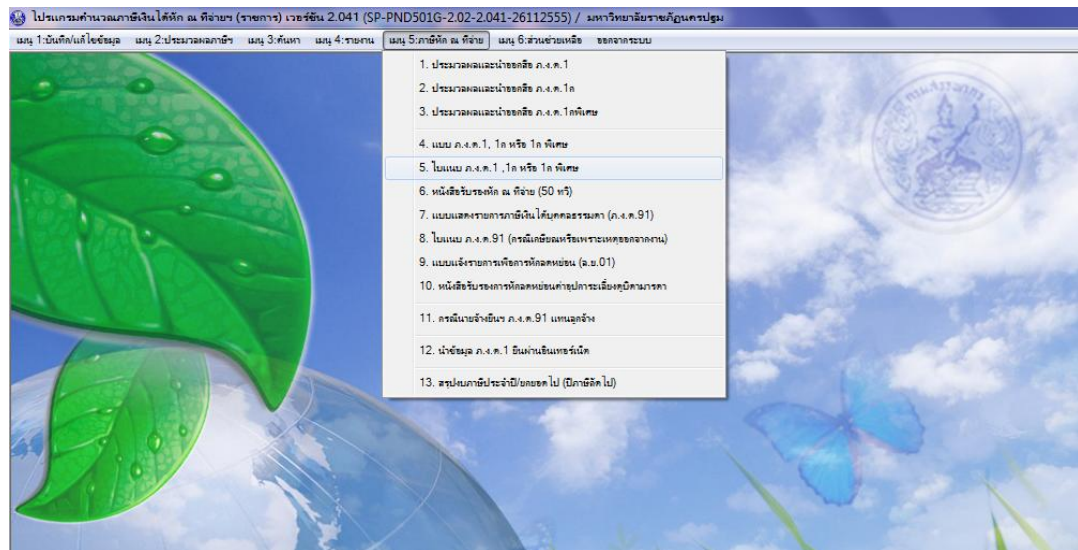 โปรแกรมคำนวณภาษีเงินได้หัก ณ ที่จ่ายฯ (ราชการ) เวอร์ชัน 2.041 (SP-PND501G-2.02-2.041-26112555) / มหาวิทยาลัยราชภัฏนครปฐม
เมนู 1:บันทึก/แก้ไขข้อมูล เมนู 2:ประมวลผลภาษีฯ เมนู 3:ค้นหา เมนู 4:รายงาน เมนู 5:ภาษีหัก ณ ที่จ่าย เมนู 6:ส่วนช่วยเหลือ ออกจากระบบ
1. ประมวลผลและนำออกสื่อ ภ.ง.ด.1
2. ประมวลผลและนำออกสื่อ ภ.ง.ด.1ก
3. ประมวลผลและนำออกสื่อ ภ.ง.ด.1กพิเศษ
4. แบบ ภ.ง.ด.1, 1ก หรือ 1ก พิเศษ
5. ใบแนบ ภ.ง.ด.1 ,1ก หรือ 1ก พิเศษ
6. หนังสือรับรองหัก ณ ที่จ่าย (50 ทวิ)
7. แบบแสดงรายการภาษีเงินได้บุคคลธรรมดา (ภ.ง.ด.91)
8. ใบแนบ ภ.ง.ด.91 (กรณีเกษียณหรือเพราะเหตุออกจากงาน)
9. แบบแจ้งรายการเพื่อการหักลดหย่อน (ล.ย.01)
10. หนังสือรับรองการหักลดหย่อนค่าอุปการะเลี้ยงดูบิดามารดา
11. กรณีนายจ้างยื่นฯ ภ.ง.ด.91 แทนลูกจ้าง
12. นำข้อมูล ภ.ง.ด.1 ยื่นผ่านอินเทอร์เน็ต
13. สรุปงบภาษีประจำปี/ยกยอดไป (ปีภาษีถัดไป)
กรมสรรพากร